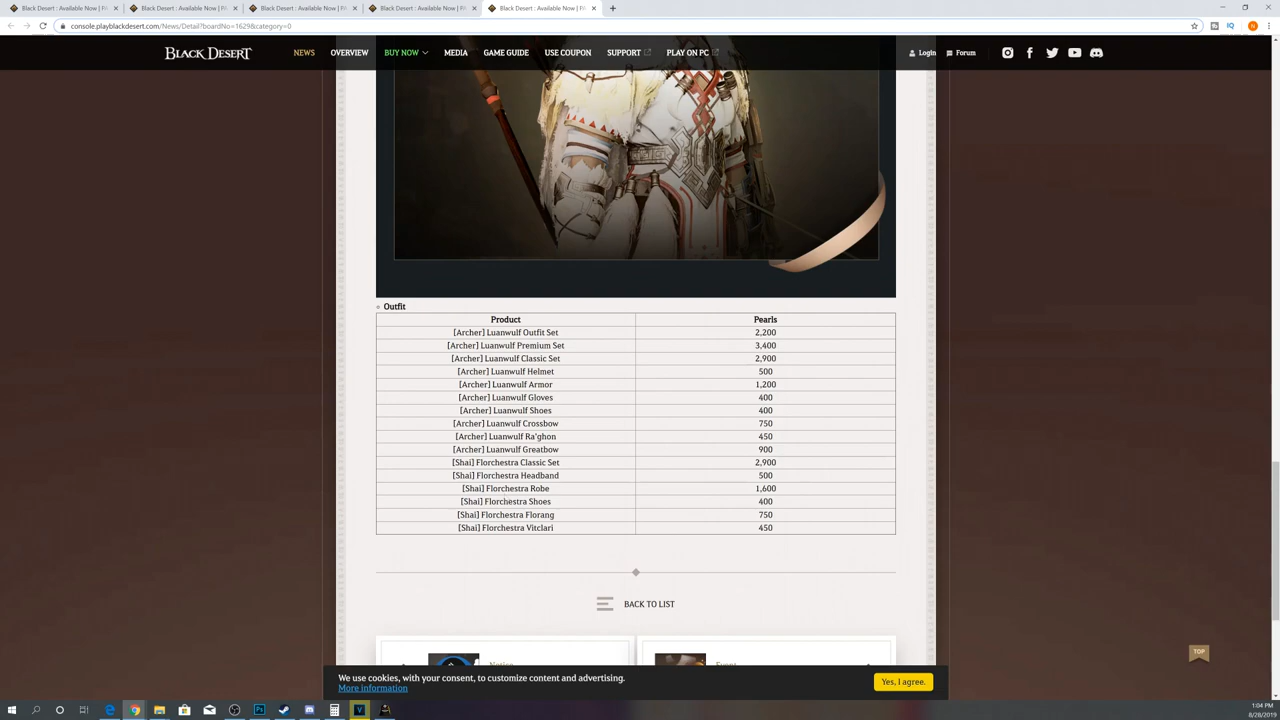 Black Desert : Available Now | PA
Black Desert : Available Now | PA
Black Desert : Available Now | PA
Black Desert : Available Now | PA
Black Desert : Available Now | PA
console.playblackdesert.com/News/Detail?boardNo=1629&category=0
BLACK DESERT NEWS OVERVIEW BUY NOW MEDIA GAME GUIDE USE COUPON SUPPORT PLAY ON PC Login Forum
Outfit
Product Pearls
[Archer] Luanwulf Outfit Set 2,200
[Archer] Luanwulf Premium Set 3,400
[Archer] Luanwulf Classic Set 2,900
[Archer] Luanwulf Helmet 500
[Archer] Luanwulf Armor 1,200
[Archer] Luanwulf Gloves 400
[Archer] Luanwulf Shoes 400
[Archer] Luanwulf Crossbow 750
[Archer] Luanwulf Ra'ghon 450
[Archer] Luanwulf Greatbow 900
[Shai] Florchestra Classic Set 2,900
[Shai] Florchestra Headband 500
[Shai] Florchestra Robe 1,600
[Shai] Florchestra Shoes 400
[Shai] Florchestra Florang 750
[Shai] Florchestra Vitclari 450
BACK TO LIST
TOP
Notice Event
We use cookies, with your consent, to customize content and advertising.
More information
Yes, I agree.
1:04 PM
8/28/2019